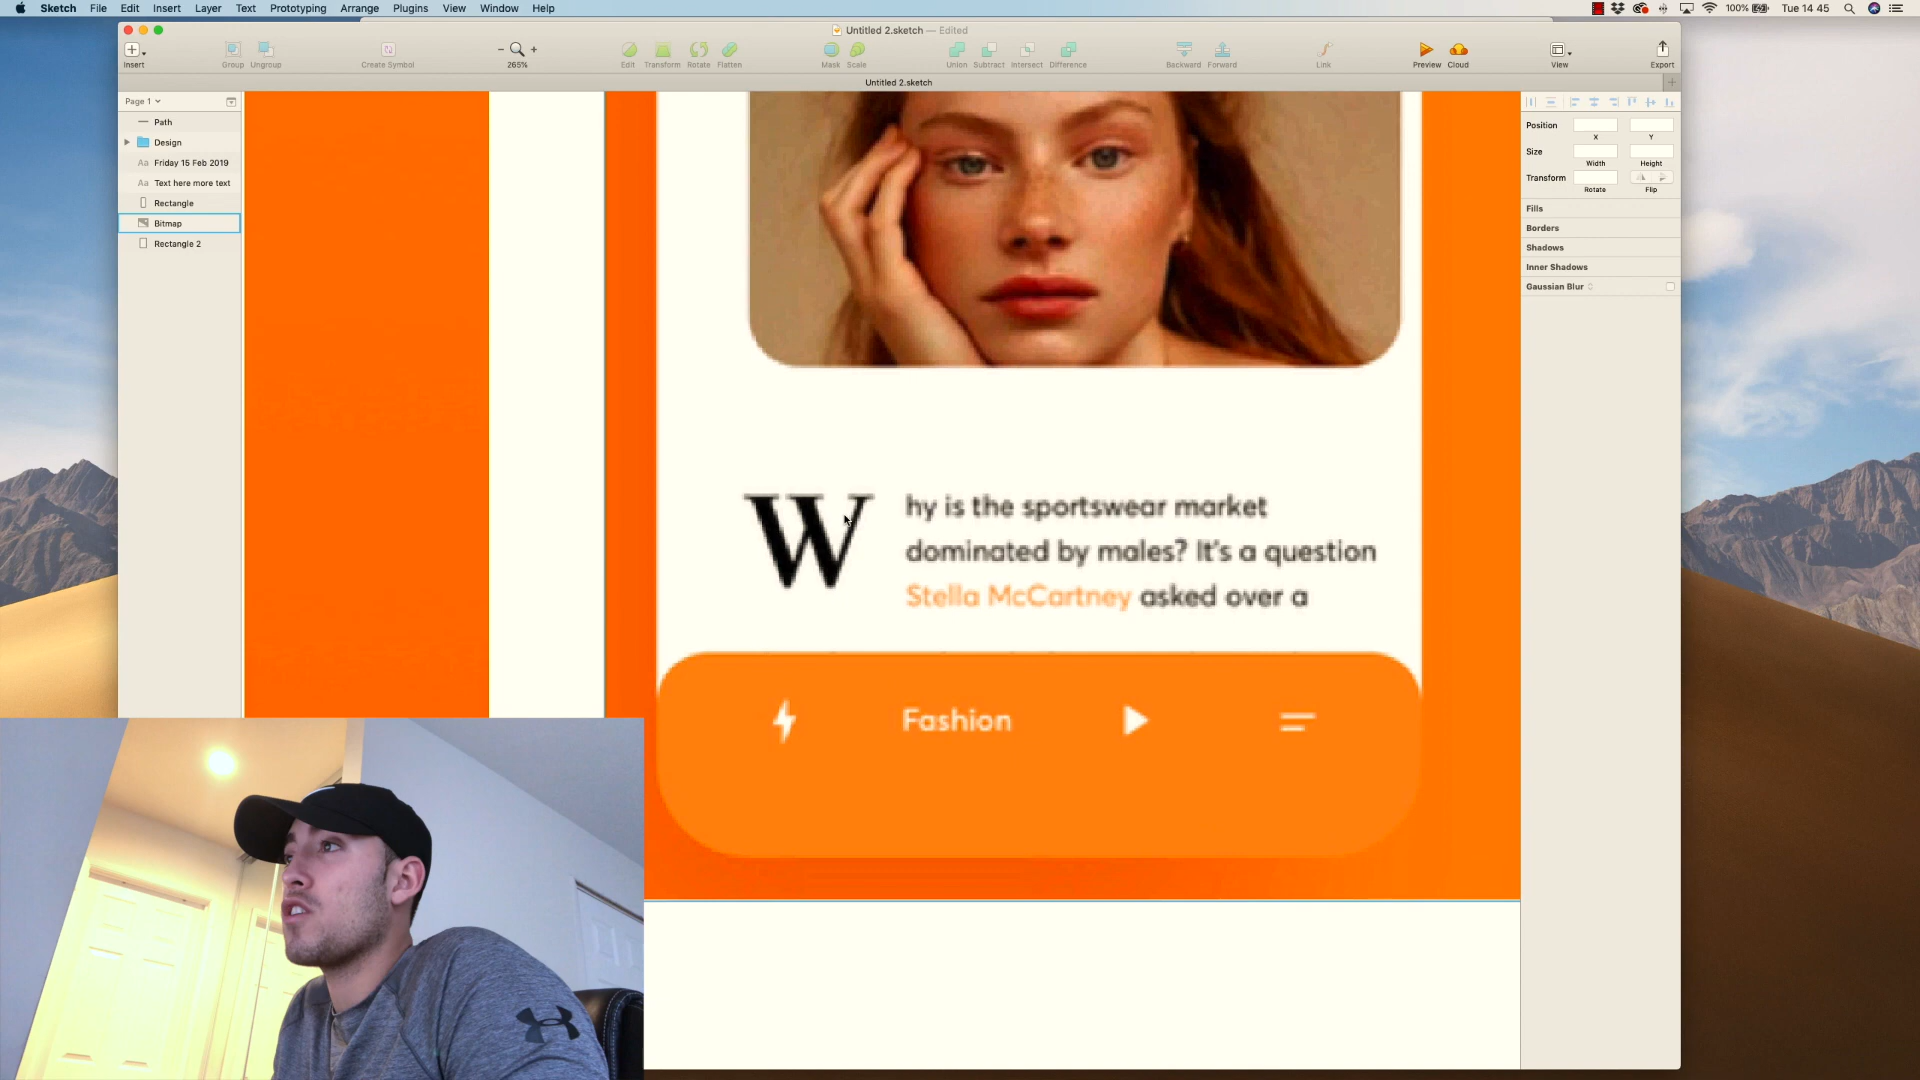 Sketch File Edit Insert Layer Text Prototyping Arrange Plugins View Window Help
100% Tue 14 45
Untitled 2.sketch — Edited
Insert Group Ungroup Create Symbol 265% Edit Transform Rotate Flatten Mask Scale Union Subtract Intersect Difference Backward Forward Link Preview Cloud View Export
Untitled 2.sketch
Page 1
Path
Design
Aa Friday 15 Feb 2019
Aa Text here more text
Rectangle
Bitmap
Rectangle 2
Position
X Y
Size
Width Height
Transform
Rotate Flip
Fills
Borders
Shadows
Inner Shadows
Gaussian Blur
Why is the sportswear market
dominated by males? It's a question
Stella McCartney asked over a
Fashion